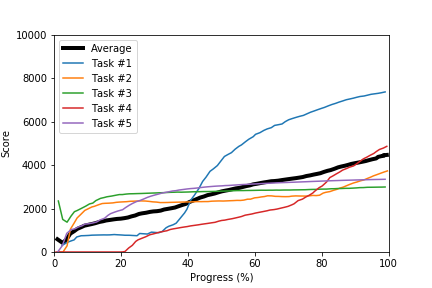 10000
8000
6000
4000
2000
0
Score
Average
Task #1
Task #2
Task #3
Task #4
Task #5
0 20 40 60 80 100
Progress (%)